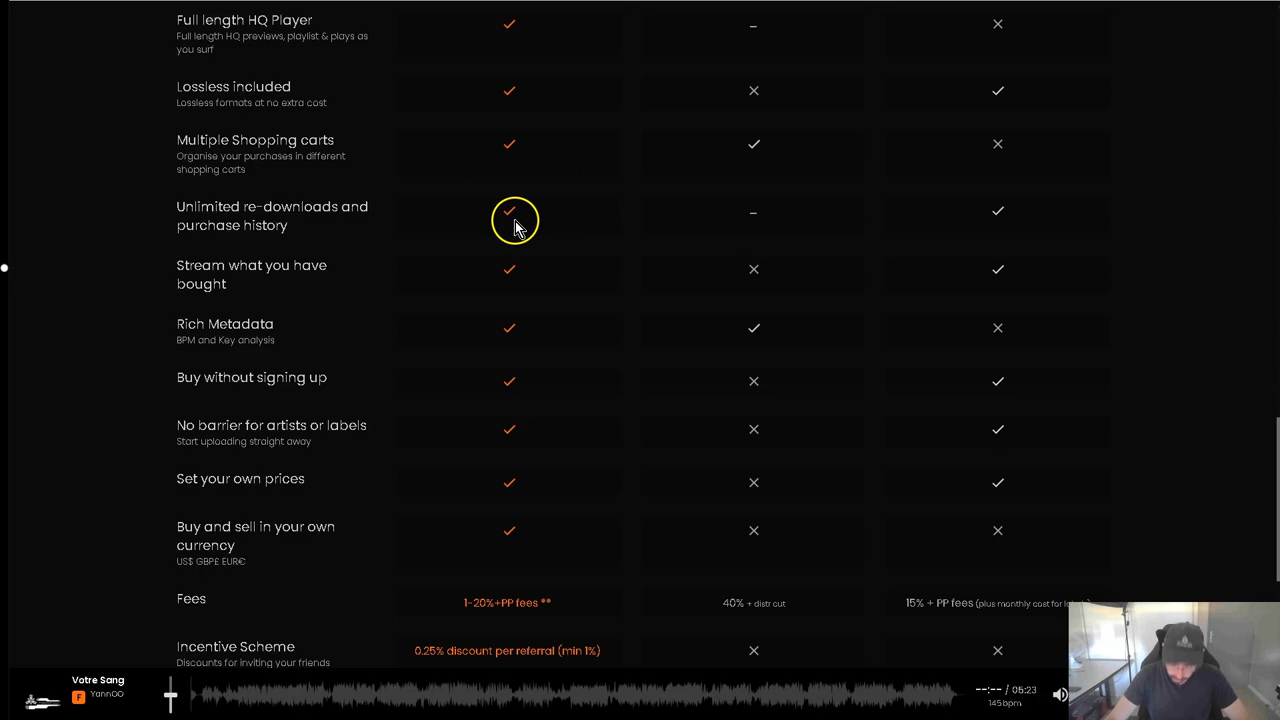 Full length HQ Player
Full length HQ previews, playlist & plays as
you surf
Lossless included
Lossless formats at no extra cost
Multiple Shopping carts
Organise your purchases in different
shopping carts
Unlimited re-downloads and
purchase history
Stream what you have
bought
Rich Metadata
BPM and Key analysis
Buy without signing up
No barrier for artists or labels
Start uploading straight away
Set your own prices
Buy and sell in your own
currency
US$ GBP£ EUR€
Fees
1-20%+PP fees **
40% + distr cut
15% + PP fees (plus monthly cost for
Incentive Scheme
Discounts for inviting your friends
0.25% discount per referral (min 1%)
Votre Sang
F YannOO
--:-- / 05:23
145bpm